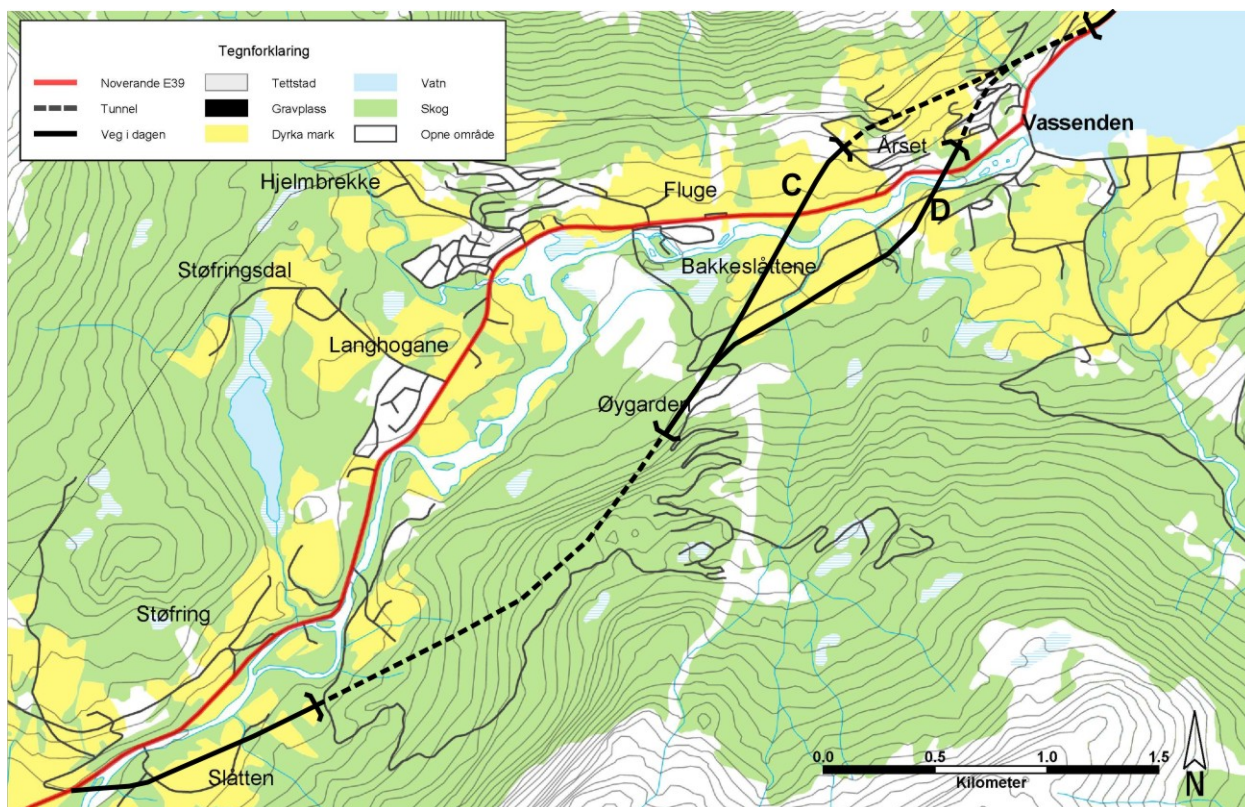 Tegnforklaring
Noverande E39
Tettstad
Vatn
Tunnel
Gravplass
Skog
Veg i dagen
Dyrka mark
Opne område
Vassenden
Årset
Hjelmbrekke
Fluge
C
D
Støfringsdal
Bakkeslåttene
Langhogane
Øygarden
Støfring
Slåtten
0.0 0.5 1.0 1.5
Kilometer
N